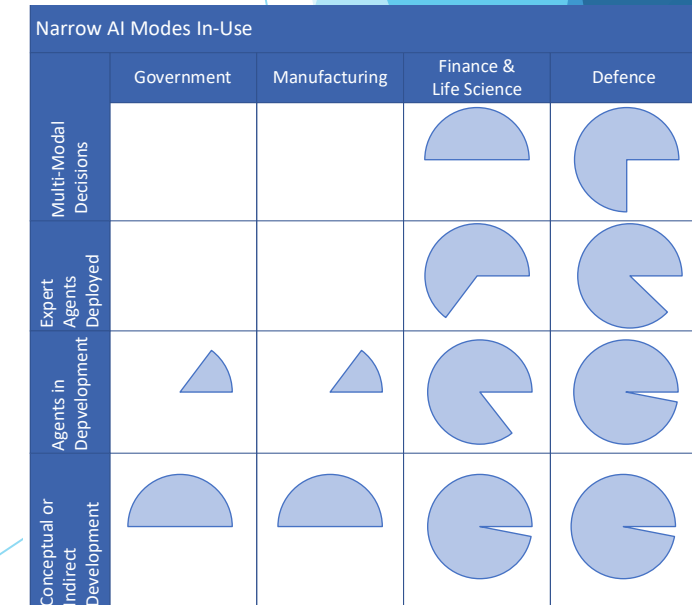 Narrow AI Modes In-Use
Government
Manufacturing
Finance &
Life Science
Defence
Multi-Modal
Decisions
Expert
Agents
Deployed
Agents in
Depvelopment
Conceptual or
Indirect
Development